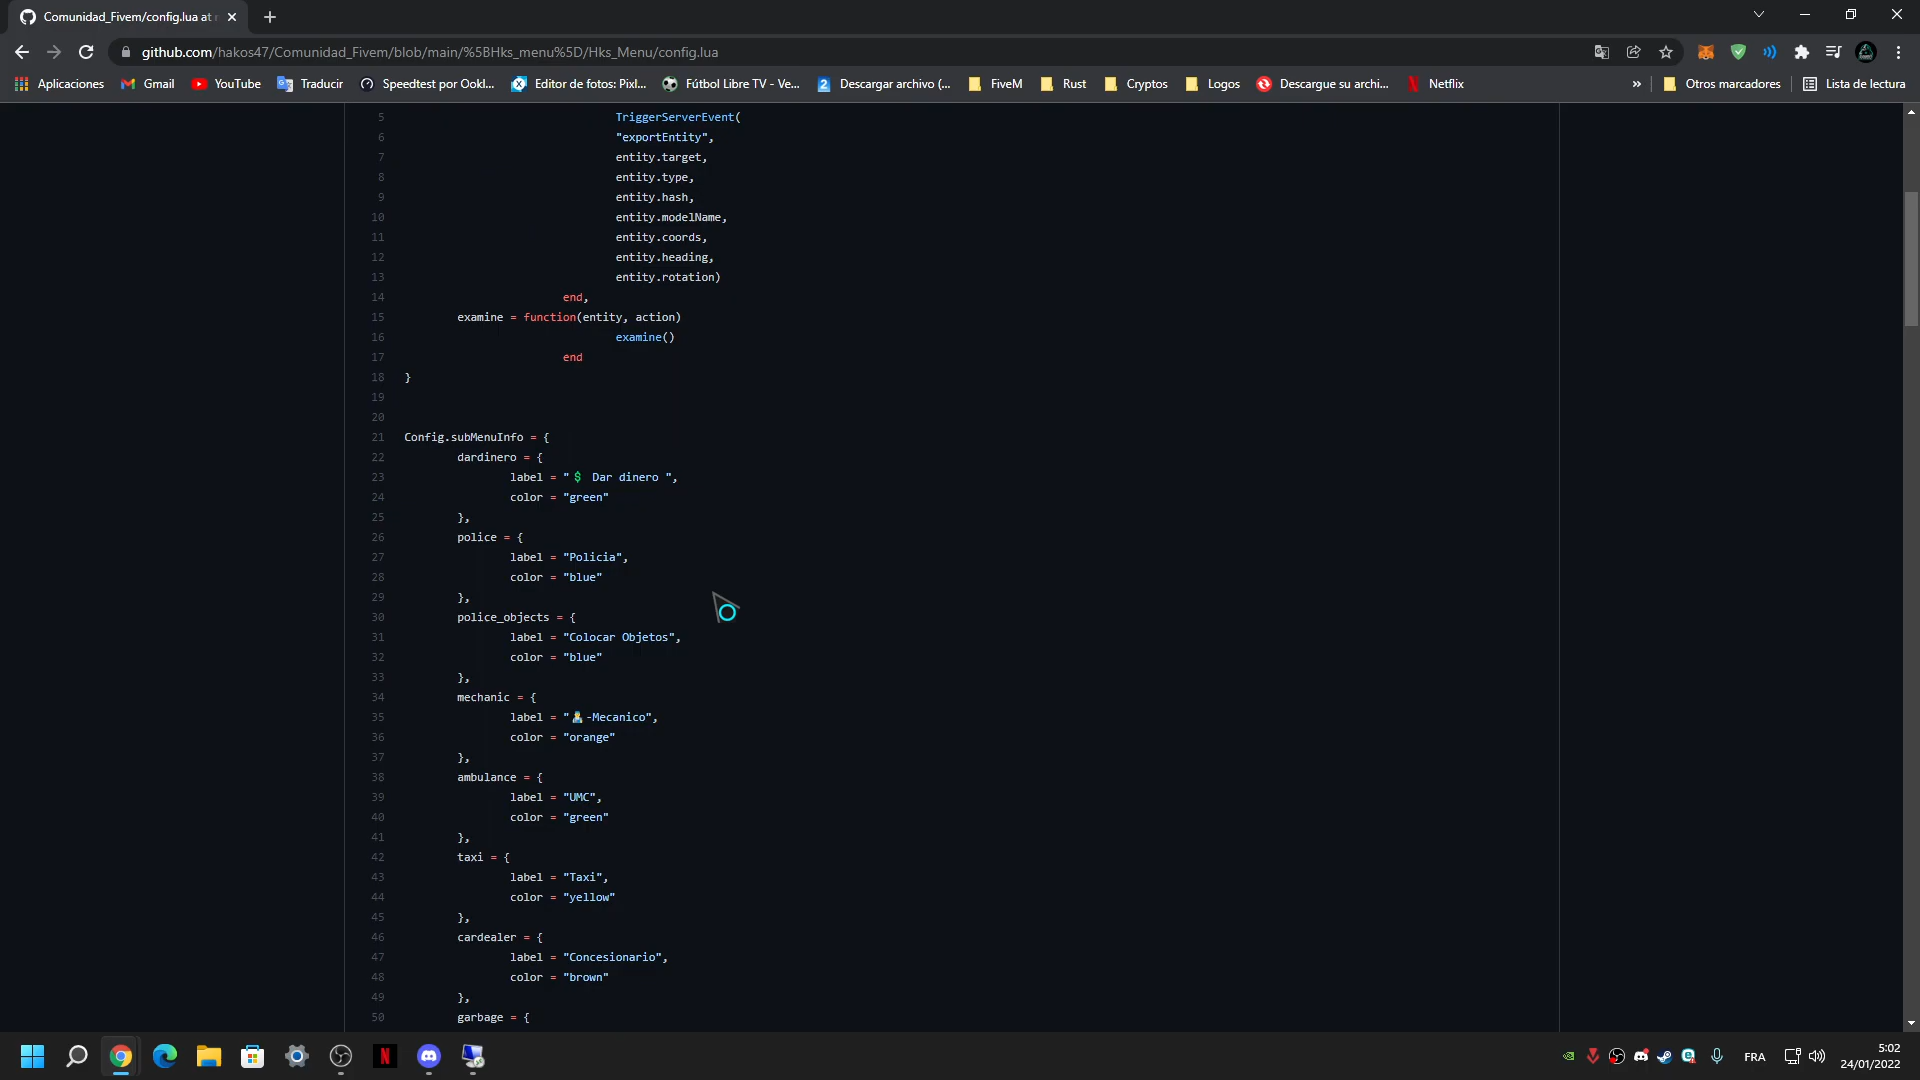 Comunidad_Fivem/config.lua at
github.com/hakos47/Comunidad_Fivem/blob/main/%5BHks_menu%5D/Hks_Menu/config.lua
Aplicaciones Gmail YouTube Traducir Speedtest por Ookl... Editor de fotos: Pixl... Fútbol Libre TV - Ve... Descargar archivo (... FiveM Rust Cryptos Logos Descargue su archi... Netflix » Otros marcadores Lista de lectura
5 TriggerServerEvent(
6 "exportEntity",
7 entity.target,
8 entity.type,
9 entity.hash,
10 entity.modelName,
11 entity.coords,
12 entity.heading,
13 entity.rotation)
14 end,
15 examine = function(entity, action)
16 examine()
17 end
18 }
19
20
21 Config.subMenuInfo = {
22 dardinero = {
23 label = "💲 Dar dinero ",
24 color = "green"
25 },
26 police = {
27 label = "Policia",
28 color = "blue"
29 },
30 police_objects = {
31 label = "Colocar Objetos",
32 color = "blue"
33 },
34 mechanic = {
35 label = "👨‍🔧-Mecanico",
36 color = "orange"
37 },
38 ambulance = {
39 label = "UMC",
40 color = "green"
41 },
42 taxi = {
43 label = "Taxi",
44 color = "yellow"
45 },
46 cardealer = {
47 label = "Concesionario",
48 color = "brown"
49 },
50 garbage = {
FRA
5:02
24/01/2022